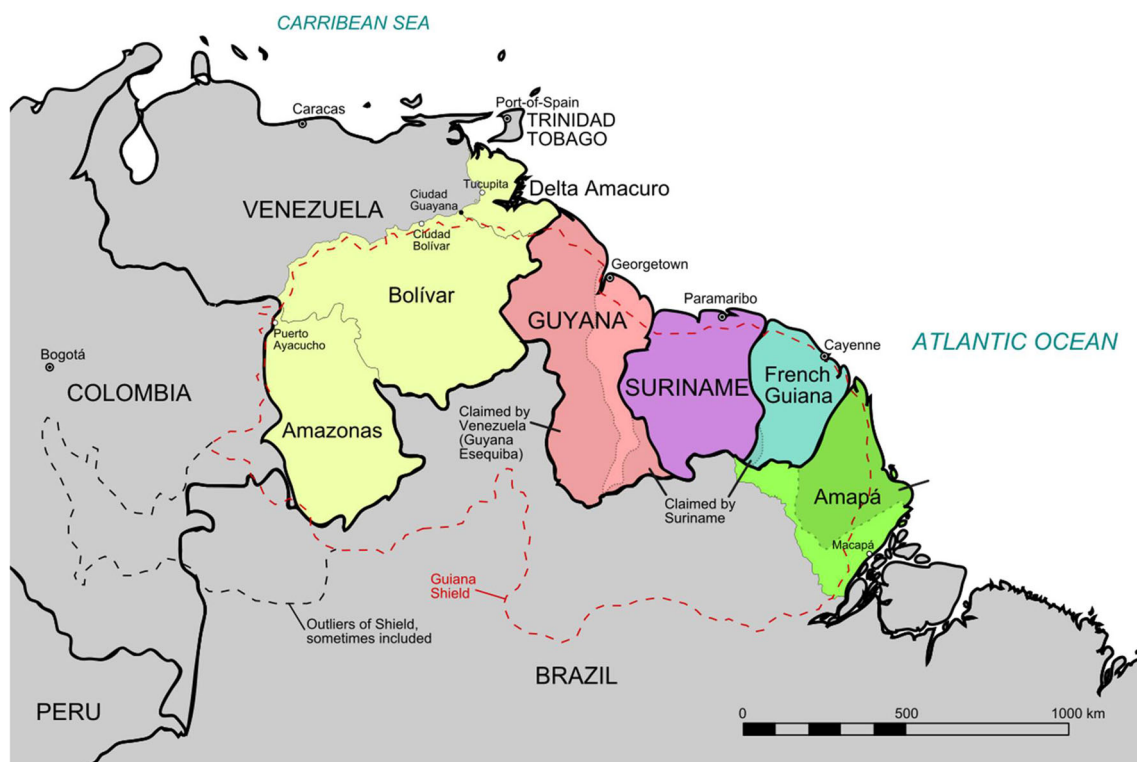 CARRIBEAN SEA
Port-of-Spain
Caracas
TRINIDAD
TOBAGO
Tucupita
Delta Amacuro
Ciudad
Guayana
VENEZUELA
Ciudad
Bolívar
Georgetown
Bolívar
Paramaribo
GUYANA
Puerto
Ayacucho
ATLANTIC OCEAN
Cayenne
Bogotá
COLOMBIA
SURINAME
French
Guiana
Claimed by
Venezuela
(Guyana
Esequiba)
Amazonas
Claimed by
Suriname
Amapá
Macapá
Guiana
Shield
Outliers of Shield,
sometimes included
BRAZIL
PERU
0
500
1000 km